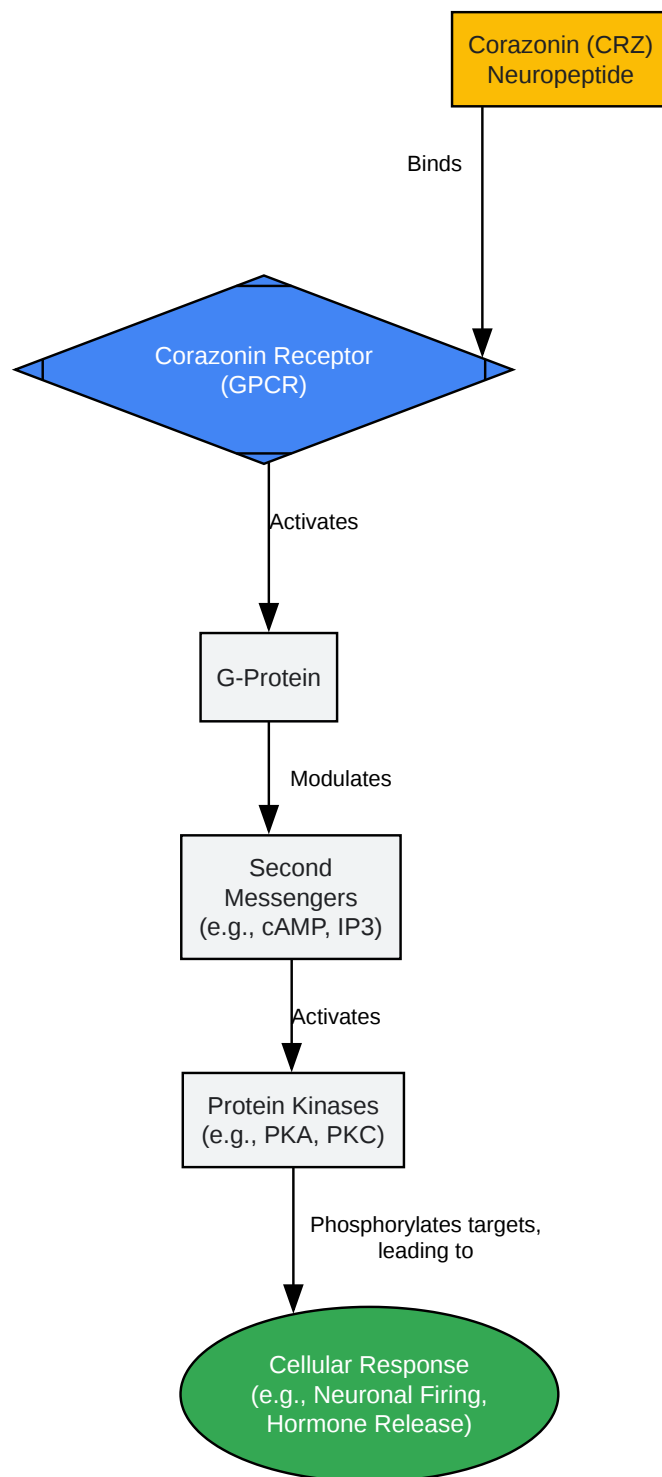 Corazonin (CRZ)
Neuropeptide
Binds
Corazonin Receptor
(GPCR)
Activates
G-Protein
Modulates
Second
Messengers
(e.g., cAMP, IP3)
Activates
Protein Kinases
(e.g., PKA, PKC)
Phosphorylates targets,
leading to
Cellular Response
(e.g., Neuronal Firing,
Hormone Release)